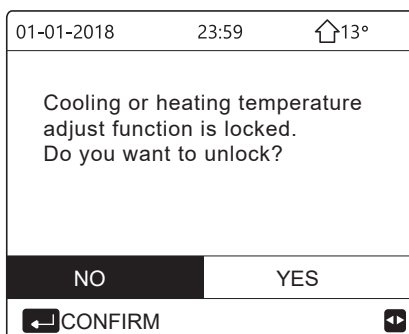 01-01-2018 23:59 13°
Cooling or heating temperature
adjust function is locked.
Do you want to unlock?
NO YES
CONFIRM